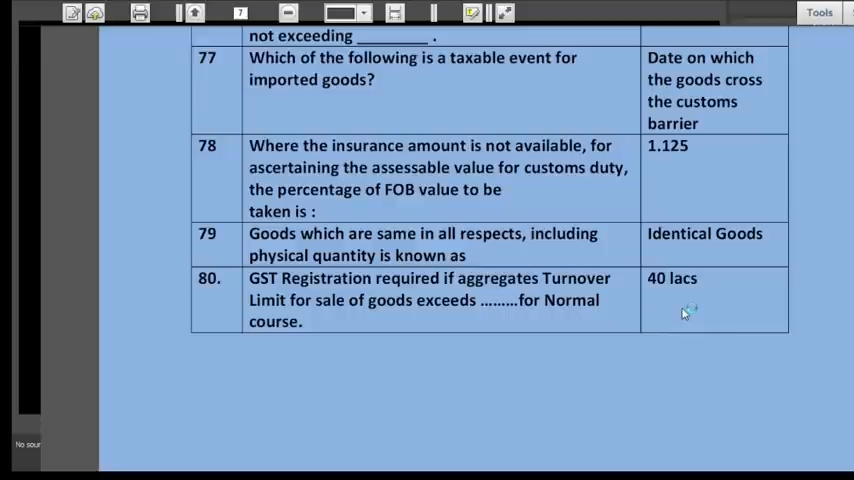 Tools
7
not exceeding ________ .
77 Which of the following is a taxable event for Date on which
imported goods? the goods cross
the customs
barrier
78 Where the insurance amount is not available, for 1.125
ascertaining the assessable value for customs duty,
the percentage of FOB value to be
taken is :
79 Goods which are same in all respects, including Identical Goods
physical quantity is known as
80. GST Registration required if aggregates Turnover 40 lacs
Limit for sale of goods exceeds ………for Normal
course.
No sour